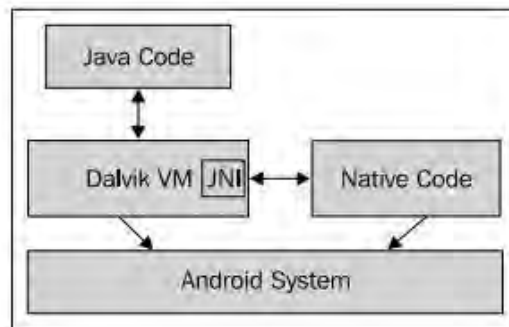 Java Code
Dalvik VM JNI
Native Code
Android System